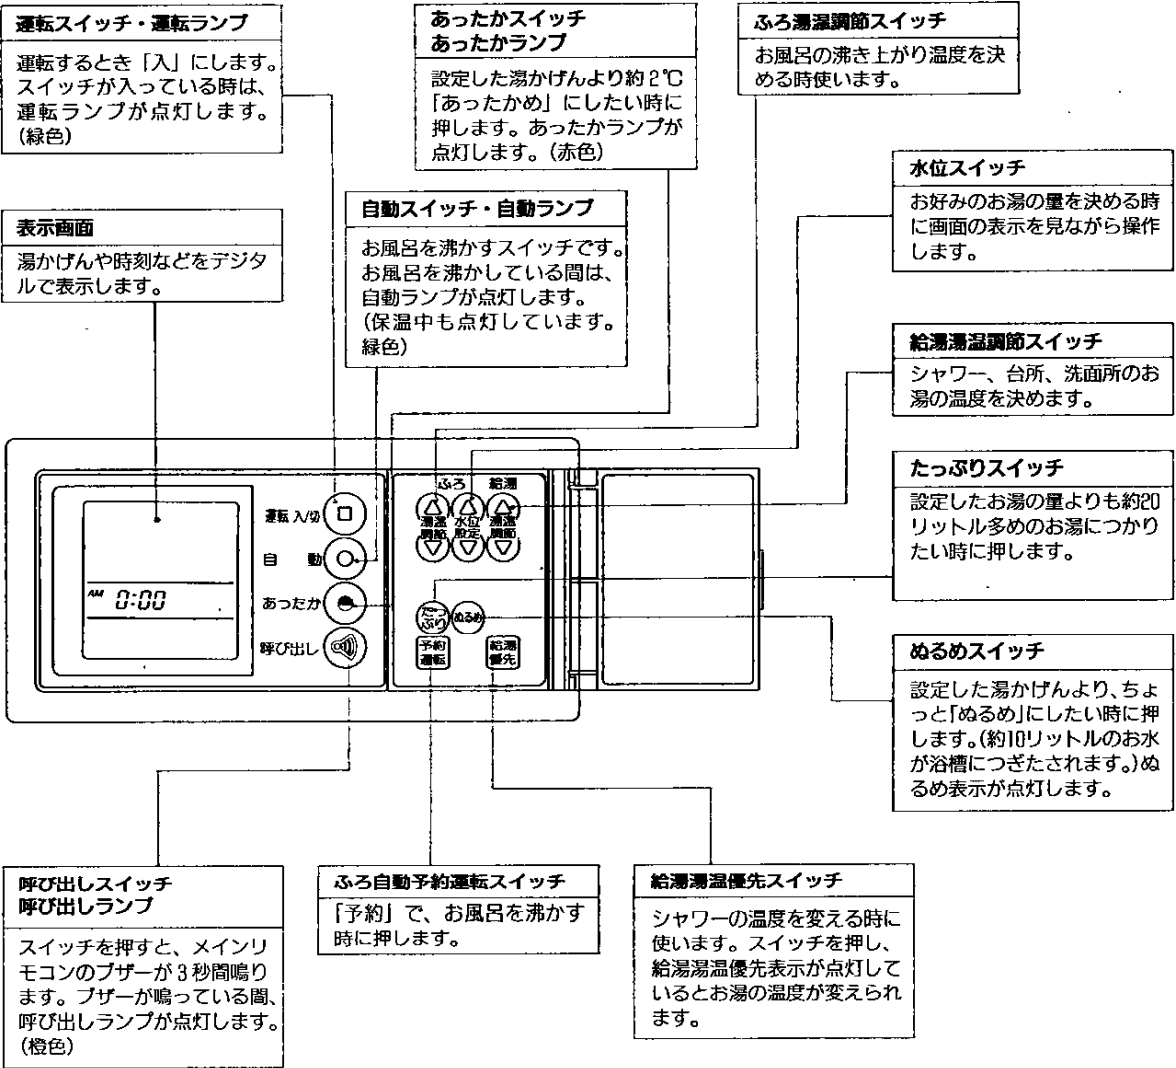 運転スイッチ・運転ランプ
運転するとき「入」にします。
スイッチが入っている時は、
運転ランプが点灯します。
(緑色)
あったかスイッチ
あったかランプ
設定した湯かげんより約2℃
「あったかめ」にしたい時に
押します。あったかランプが
点灯します。(赤色)
ふろ湯温調節スイッチ
お風呂の沸き上がり温度を決
める時使います。
表示画面
湯かげんや時刻などをデジタ
ルで表示します。
自動スイッチ・自動ランプ
お風呂を沸かすスイッチです。
お風呂を沸かしている間は、
自動ランプが点灯します。
(保温中も点灯しています。
緑色)
水位スイッチ
お好みのお湯の量を決める時
に画面の表示を見ながら操作
します。
給湯湯温調節スイッチ
シャワー、台所、洗面所のお
湯の温度を決めます。
たっぷりスイッチ
設定したお湯の量よりも約20
リットル多めのお湯につかり
たい時に押します。
ぬるめスイッチ
設定した湯かげんより、ちょ
っと「ぬるめ」にしたい時に押
します。(約10リットルのお水
が浴槽につぎたされます。)ぬ
るめ表示が点灯します。
AM 0:00
運転 入/切
自 動
あったか
呼び出し
ふろ 給湯
湯温 水位 湯温
調節 設定 調節
たっ
ぷり
ぬるめ
予約
運転
給湯
優先
呼び出しスイッチ
呼び出しランプ
スイッチを押すと、メインリ
モコンのブザーが3秒間鳴り
ます。ブザーが鳴っている間、
呼び出しランプが点灯します。
(橙色)
ふろ自動予約運転スイッチ
「予約」で、お風呂を沸かす
時に押します。
給湯湯温優先スイッチ
シャワーの温度を変える時に
使います。スイッチを押し、
給湯湯温優先表示が点灯して
いるとお湯の温度が変えられ
ます。